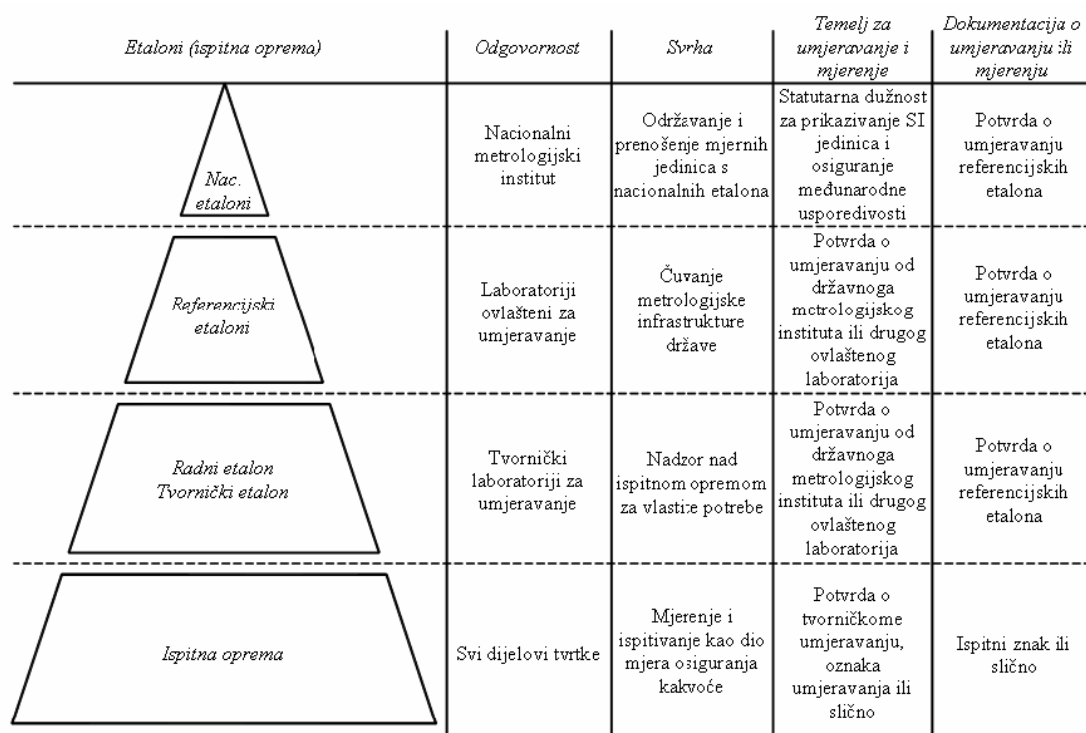 Etaloni (ispitna oprema)
Odgovornost
Svrha
Temelj za
umjeravanje i
mjerenje
Dokumentacija o
umjeravanju ili
mjerenju
Nac.
etaloni
Nacionalni
metrologijski
institut
Održavanje i
prenošenje mjernih
jedinica s
nacionalnih etalona
Statutarna dužnost
za prikazivanje SI
jedinica i
osiguranje
međunarodne
usporedivosti
Potvrda o
umjeravanju
referencijskih
etalona
Referencijski
etaloni
Laboratoriji
ovlašteni za
umjeravanje
Čuvanje
metrologijske
infrastrukture
države
Potvrda o
umjeravanju od
državnoga
metrologijskog
instituta ili drugog
ovlaštenog
laboratorija
Potvrda o
umjeravanju
referencijskih
etalona
Radni etalon
Tvornički etalon
Tvornički
laboratoriji za
umjeravanje
Nadzor nad
ispitnom opremom
za vlastite potrebe
Potvrda o
umjeravanju od
državnoga
metrologijskog
instituta ili drugog
ovlaštenog
laboratorija
Potvrda o
umjeravanju
referencijskih
etalona
Ispitna oprema
Svi dijelovi tvrtke
Mjerenje i
ispitivanje kao dio
mjera osiguranja
kakvoće
Potvrda o
tvorničkome
umjeravanju,
oznaka
umjeravanja ili
slično
Ispitni znak ili
slično